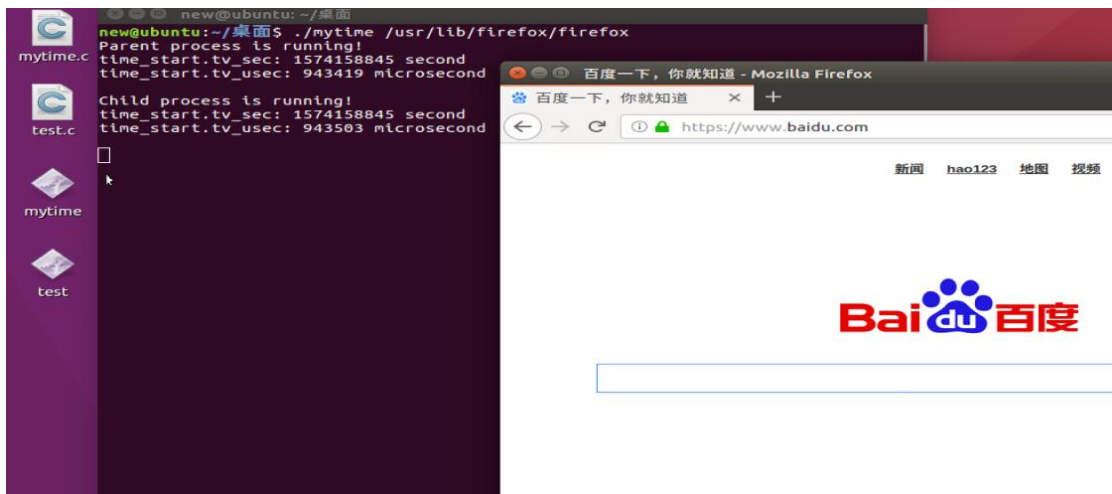 new@ubuntu: ~/桌面
new@ubuntu:~/桌面$ ./mytime /usr/lib/firefox/firefox
Parent process is running!
time_start.tv_sec: 1574158845 second
time_start.tv_usec: 943419 microsecond
Child process is running!
time_start.tv_sec: 1574158845 second
time_start.tv_usec: 943503 microsecond
mytime.c
test.c
mytime
test
百度一下，你就知道 - Mozilla Firefox
百度一下，你就知道
https://www.baidu.com
新闻 hao123 地图 视频
Bai du 百度